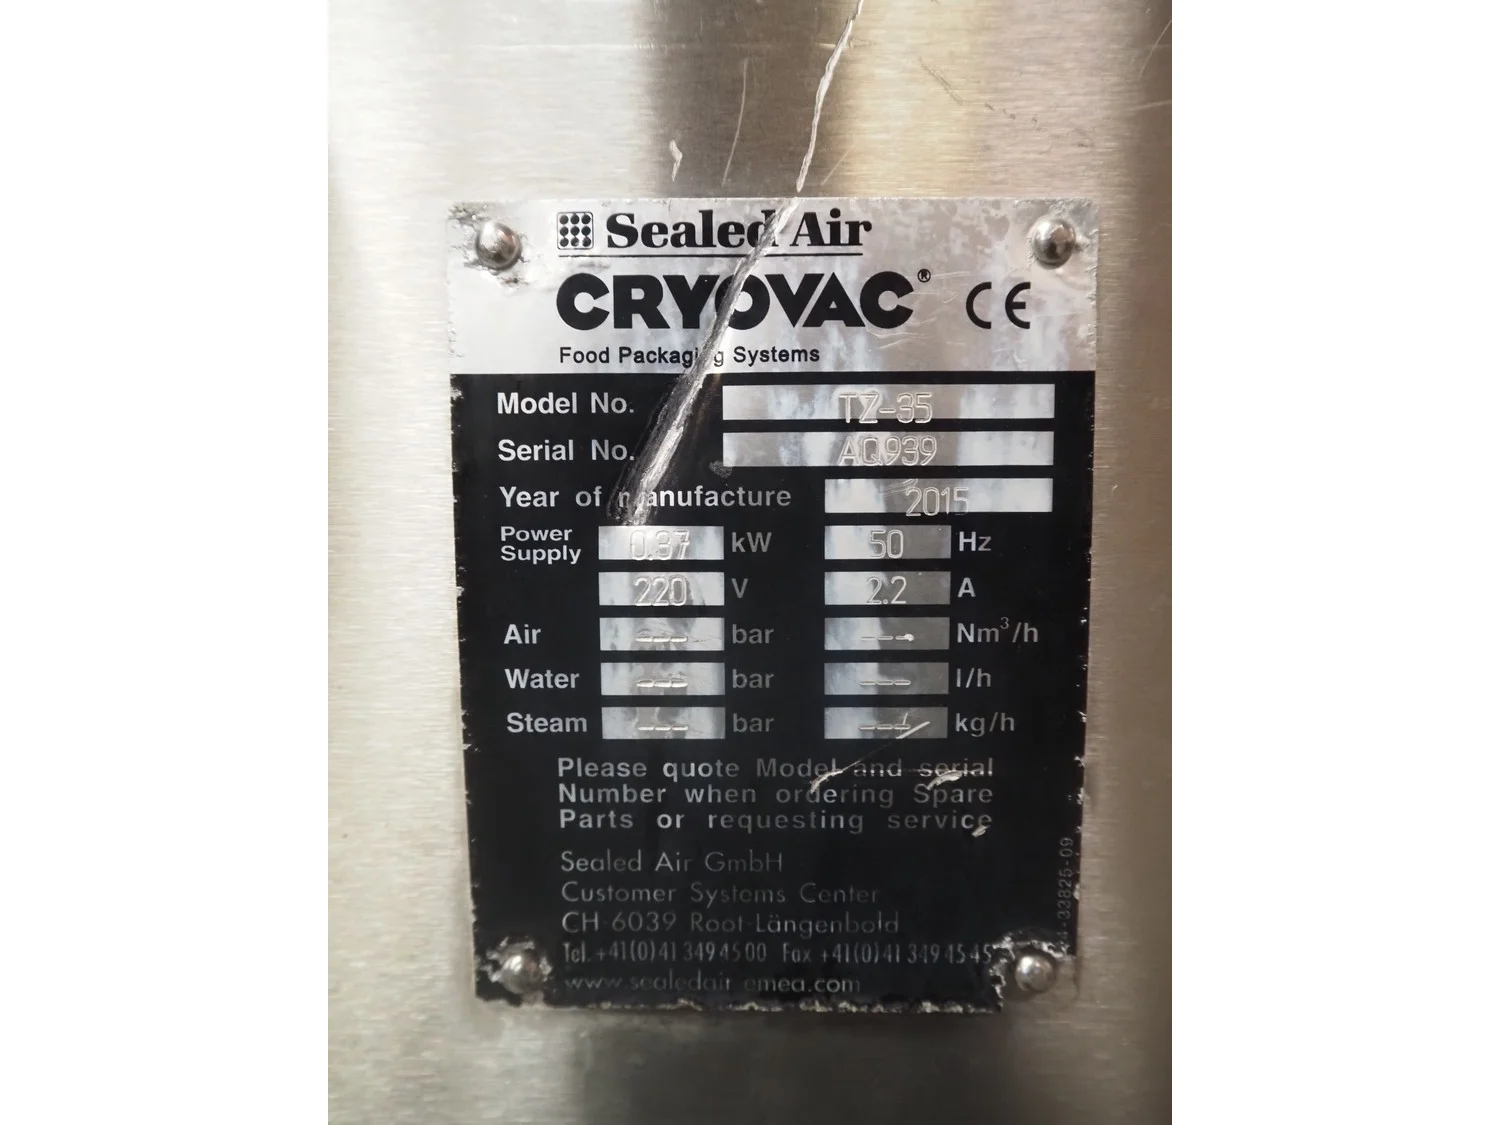 Sealed Air
CRYOVAC® CE
Food Packaging Systems
Model No. TZ-35
Serial No. AQ939
Year of manufacture 2015
Power Supply 0.37 kW 50 Hz
220 V 2.2 A
Air --- bar --- Nm³/h
Water --- bar --- l/h
Steam --- bar --- kg/h
Please quote Model and serial
Number when ordering Spare
Parts or requesting service
Sealed Air GmbH
Customer Systems Center
CH-6039 Root-Längenbold
Tel. +41(0)41 349 45 00 Fax +41(0)41 349 45 45
www.sealedair-emea.com